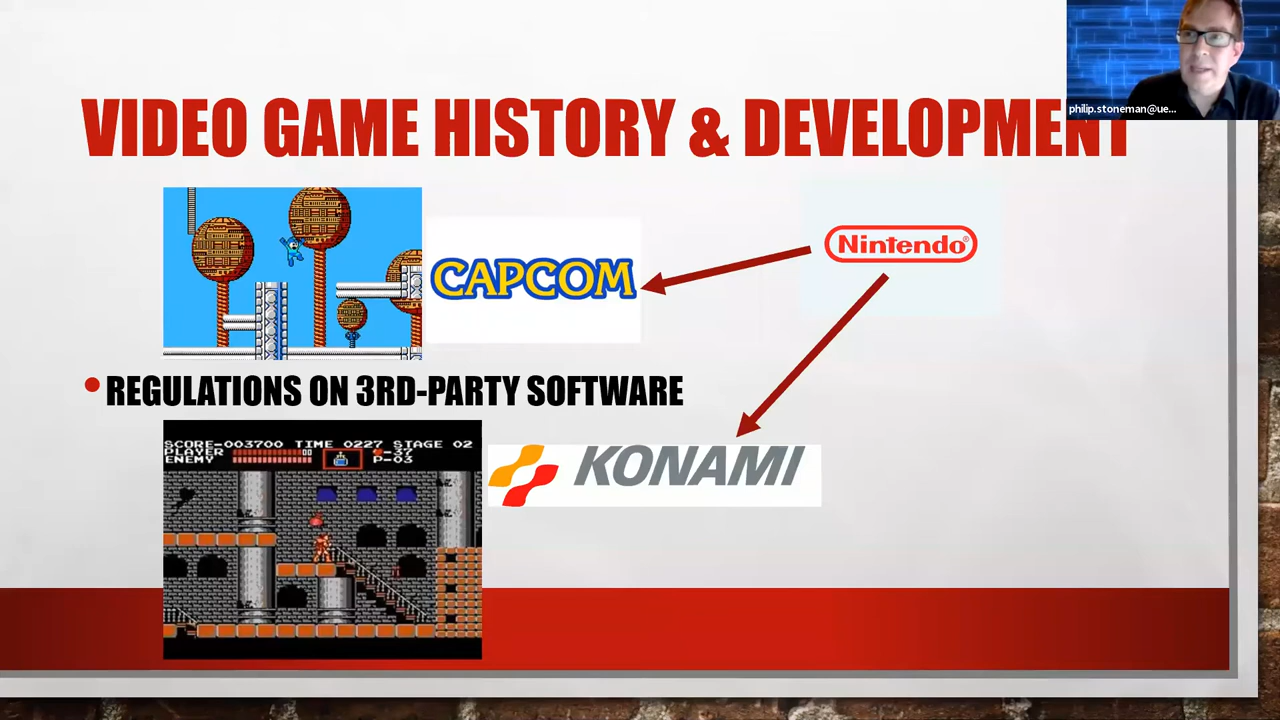 philip.stoneman@ue...
VIDEO GAME HISTORY & DEVELOPMENT
Nintendo®
CAPCOM
REGULATIONS ON 3RD-PARTY SOFTWARE
SCORE-003700 TIME 0227 STAGE 02
PLAYER -37
ENEMY P-03
KONAMI